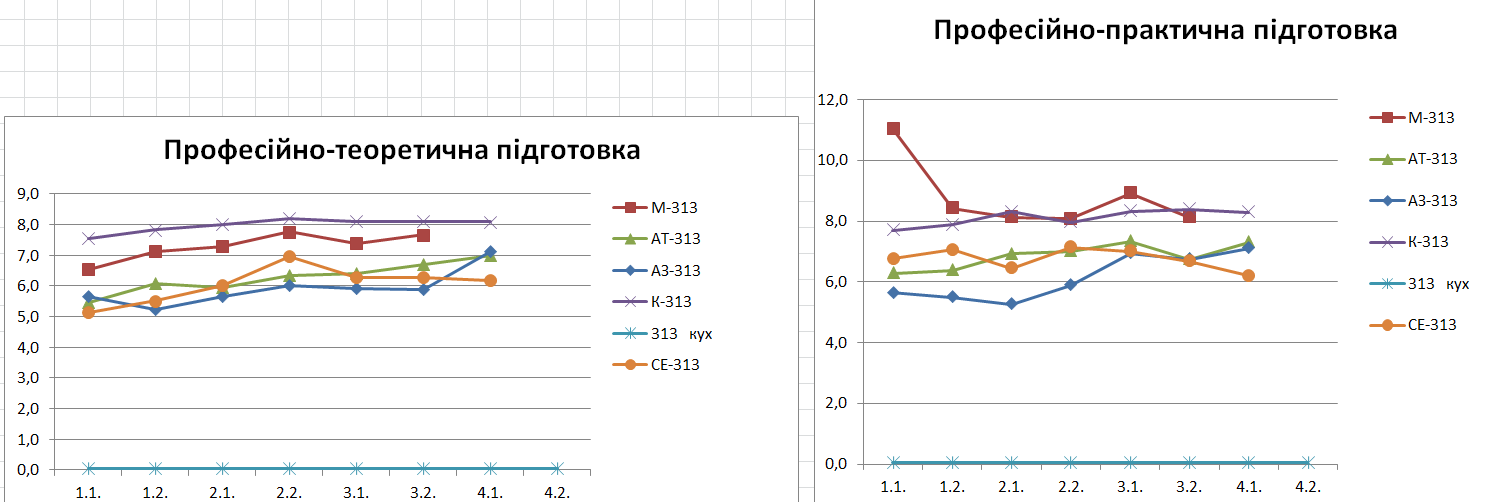 Професійно-теоретична підготовка
9,0
8,0
7,0
6,0
5,0
4,0
3,0
2,0
1,0
0,0
1.1. 1.2. 2.1. 2.2. 3.1. 3.2. 4.1. 4.2.
М-313
АТ-313
АЗ-313
К-313
313 кух
СЕ-313
Професійно-практична підготовка
12,0
10,0
8,0
6,0
4,0
2,0
0,0
1.1. 1.2. 2.1. 2.2. 3.1. 3.2. 4.1. 4.2.
М-313
АТ-313
АЗ-313
К-313
313 кух
СЕ-313